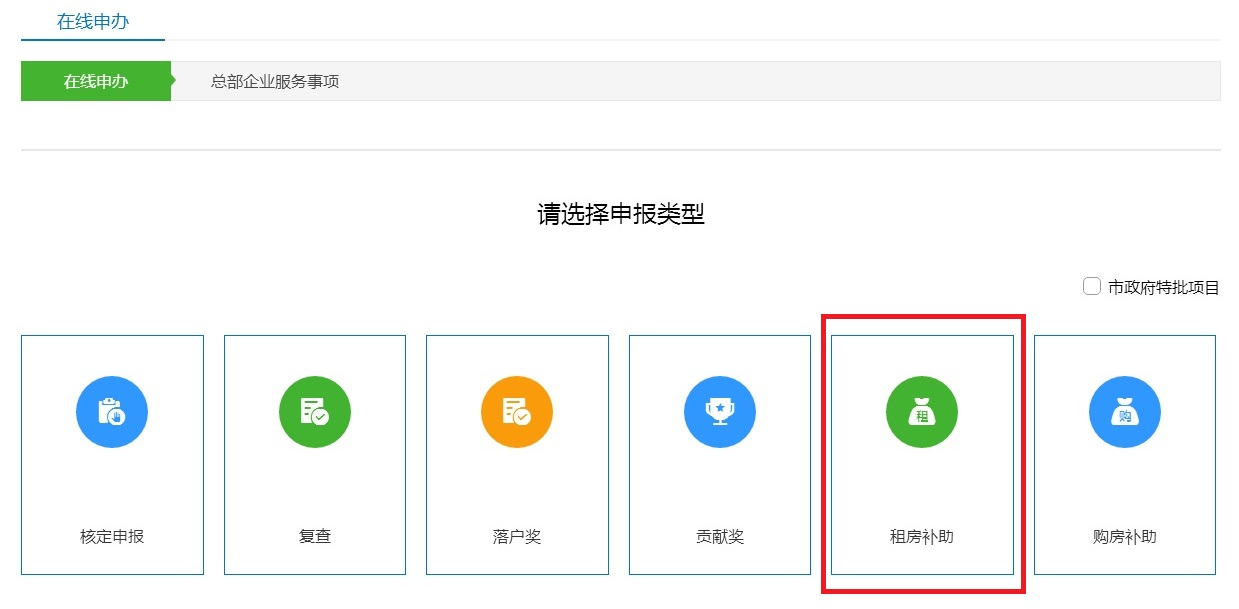 在线申办
在线申办 总部企业服务事项
请选择申报类型
市政府特批项目
租 购
核定申报 复查 落户奖 贡献奖 租房补助 购房补助